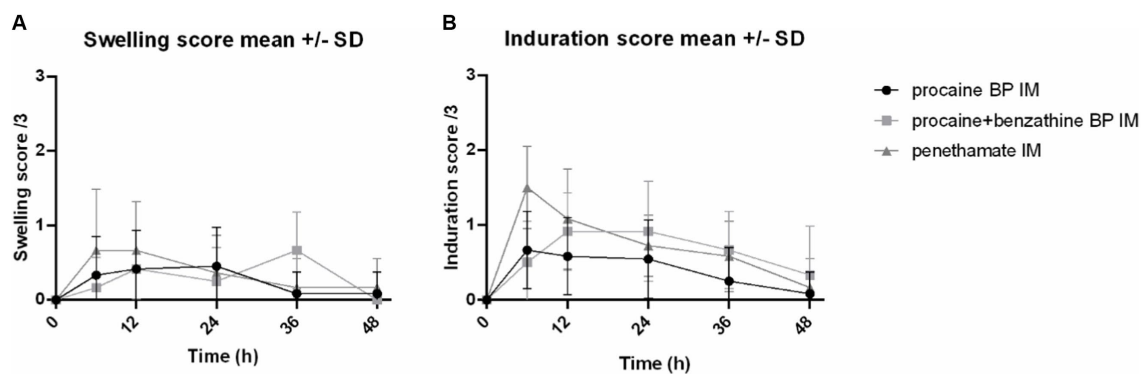 A
Swelling score mean +/- SD
Swelling score /3
3
2
1
0
0 12 24 36 48
Time (h)
B
Induration score mean +/- SD
Induration score /3
3
2
1
0
0 12 24 36 48
Time (h)
procaine BP IM
procaine+benzathine BP IM
penethamate IM